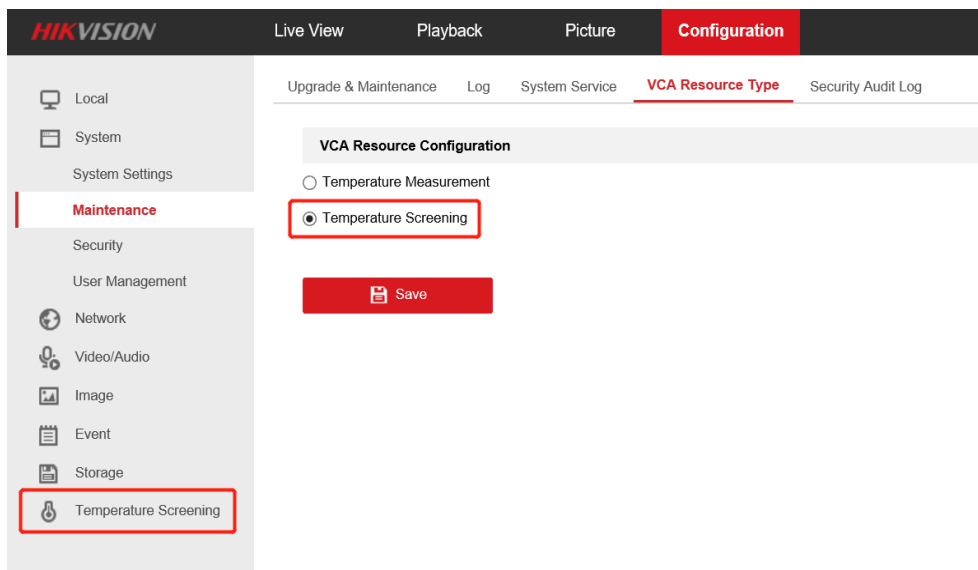 HIKVISION
Live View Playback Picture Configuration
Local
System
System Settings
Maintenance
Security
User Management
Network
Video/Audio
Image
Event
Storage
Temperature Screening
Upgrade & Maintenance Log System Service VCA Resource Type Security Audit Log
VCA Resource Configuration
Temperature Measurement
Temperature Screening
Save